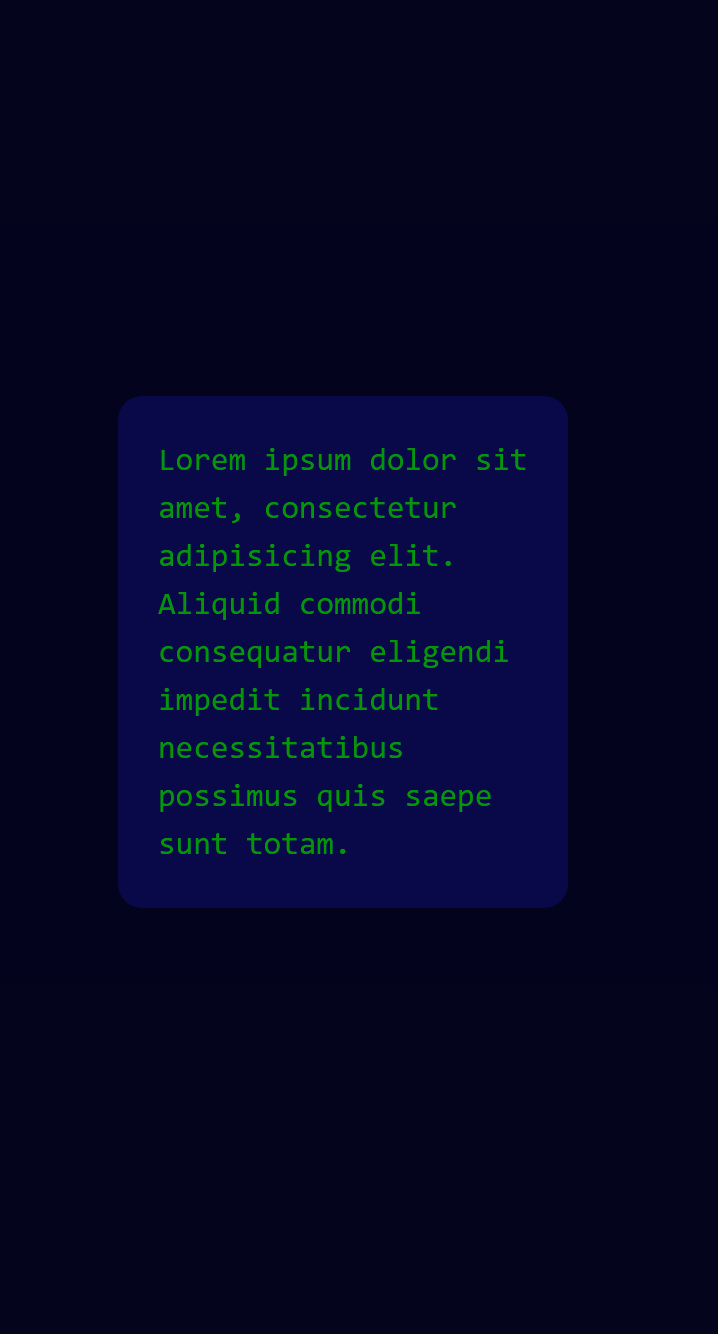 Lorem ipsum dolor sit
amet, consectetur
adipisicing elit.
Aliquid commodi
consequatur eligendi
impedit incidunt
necessitatibus
possimus quis saepe
sunt totam.